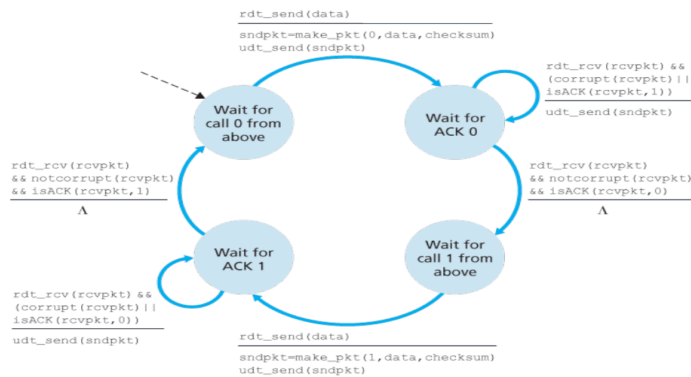 rdt_send(data)
sndpkt=make_pkt(0,data,checksum)
udt_send(sndpkt)
rdt_rcv(rcvpkt) &&
(corrupt(rcvpkt)||
isACK(rcvpkt,1))
udt_send(sndpkt)
Wait for
call 0 from
above
Wait for
ACK 0
rdt_rcv(rcvpkt)
&& notcorrupt(rcvpkt)
&& isACK(rcvpkt,1)
Λ
rdt_rcv(rcvpkt)
&& notcorrupt(rcvpkt)
&& isACK(rcvpkt,0)
Λ
Wait for
ACK 1
Wait for
call 1 from
above
rdt_rcv(rcvpkt) &&
(corrupt(rcvpkt)||
isACK(rcvpkt,0))
udt_send(sndpkt)
rdt_send(data)
sndpkt=make_pkt(1,data,checksum)
udt_send(sndpkt)